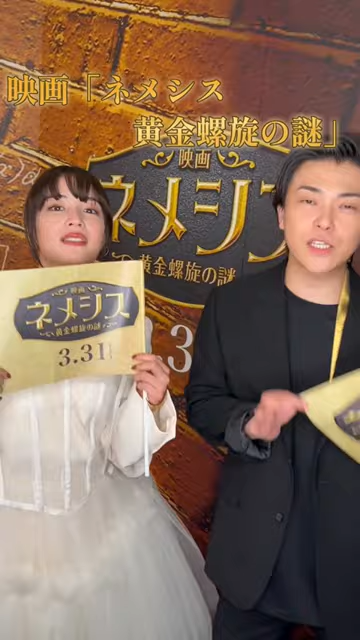 映画「ネメシス
黄金螺旋の謎」
映画
ネメシス
黄金螺旋の謎
3.3
映画
ネメシス
黄金螺旋の謎
3.31